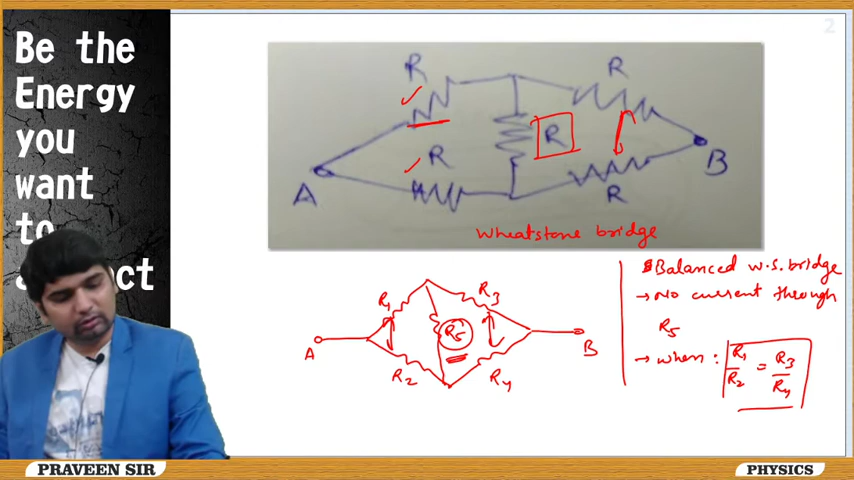 Be the
Energy
you
want
to
act
2
R
R
R
R
R
A
B
Wheatstone bridge
R1
R3
R5
R2
R4
A
B
Balanced w.s. bridge
→ No current through
R5
→ when : R1/R2 = R3/R4
PRAVEEN SIR
PHYSICS